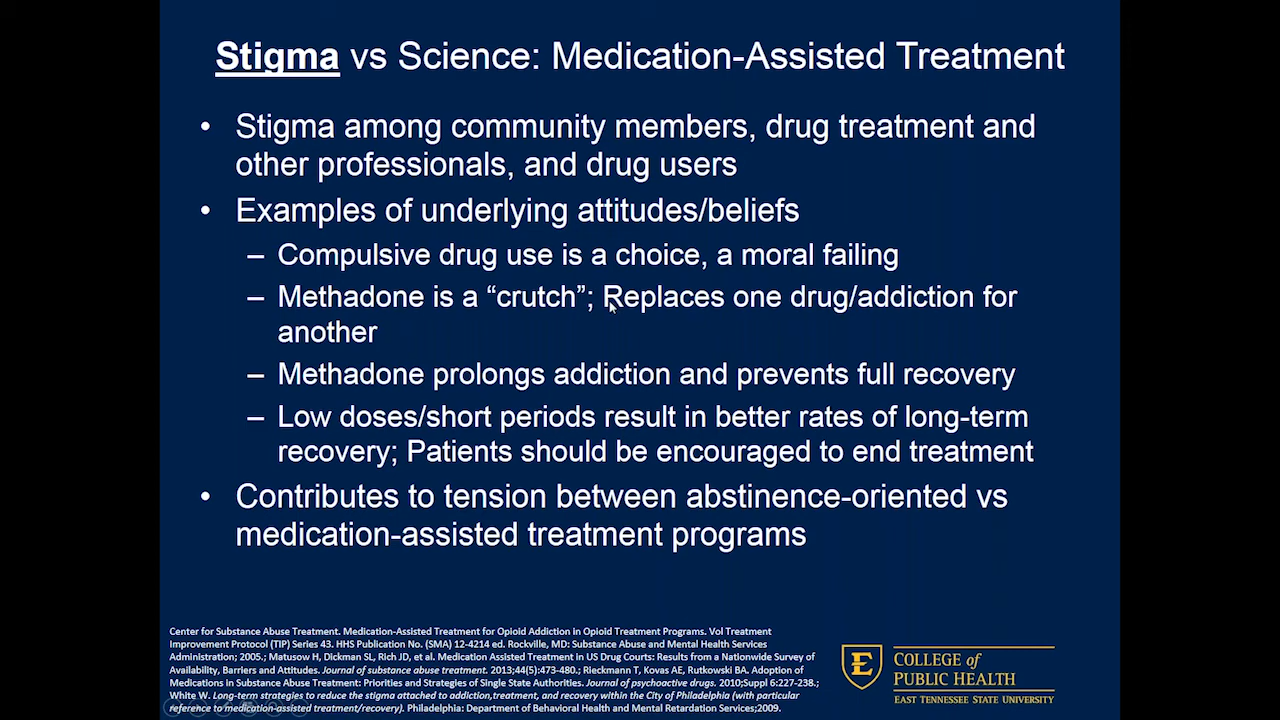 Stigma vs Science: Medication-Assisted Treatment
• Stigma among community members, drug treatment and
other professionals, and drug users
• Examples of underlying attitudes/beliefs
– Compulsive drug use is a choice, a moral failing
– Methadone is a “crutch”; Replaces one drug/addiction for
another
– Methadone prolongs addiction and prevents full recovery
– Low doses/short periods result in better rates of long-term
recovery; Patients should be encouraged to end treatment
• Contributes to tension between abstinence-oriented vs
medication-assisted treatment programs
Center for Substance Abuse Treatment. Medication-Assisted Treatment for Opioid Addiction in Opioid Treatment Programs. Vol Treatment
Improvement Protocol (TIP) Series 43. HHS Publication No. (SMA) 12-4214 ed. Rockville, MD: Substance Abuse and Mental Health Services
Administration; 2005.; Matusow H, Dickman SL, Rich JD, et al. Medication Assisted Treatment in US Drug Courts: Results from a Nationwide Survey of
Availability, Barriers and Attitudes. Journal of substance abuse treatment. 2013;44(5):473-480.; Rieckmann T, Kovas AE, Rutkowski BA. Adoption of
Medications in Substance Abuse Treatment: Priorities and Strategies of Single State Authorities. Journal of psychoactive drugs. 2010;Suppl 6:227-238.;
White W. Long-term strategies to reduce the stigma attached to addiction,treatment, and recovery within the City of Philadelphia (with particular
reference to medication-assisted treatment/recovery). Philadelphia: Department of Behavioral Health and Mental Retardation Services;2009.
E
COLLEGE of
PUBLIC HEALTH
EAST TENNESSEE STATE UNIVERSITY